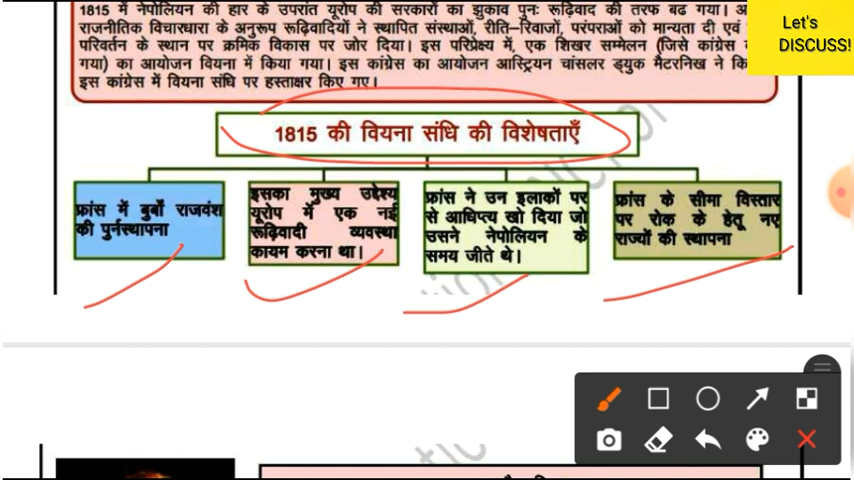 1815 में नेपोलियन की हार के उपरांत यूरोप की सरकारों का झुकाव पुनः रूढ़िवाद की तरफ बढ गया।
राजनीतिक विचारधारा के अनुरूप रूढ़िवादियों ने स्थापित संस्थाओं, रीति–रिवाजों, परंपराओं को मान्यता दी एवं
परिवर्तन के स्थान पर क्रमिक विकास पर जोर दिया। इस परिप्रेक्ष्य में, एक शिखर सम्मेलन (जिसे कांग्रेस
गया) का आयोजन वियना में किया गया। इस कांग्रेस का आयोजन आस्ट्रियन चांसलर ड्युक मैटरनिख ने
इस कांग्रेस में वियना संधि पर हस्ताक्षर किए गए।
Let's
DISCUSS!
1815 की वियना संधि की विशेषताएँ
फ्रांस में बुर्बों राजवंश
की पुर्नस्थापना
इसका मुख्य उद्देश्य
यूरोप में एक नई
रूढ़िवादी व्यवस्था
कायम करना था।
फ्रांस ने उन इलाकों पर
से आधिप्त्य खो दिया जो
उसने नेपोलियन के
समय जीते थे।
फ्रांस के सीमा विस्तार
पर रोक के हेतू नए
राज्यों की स्थापना